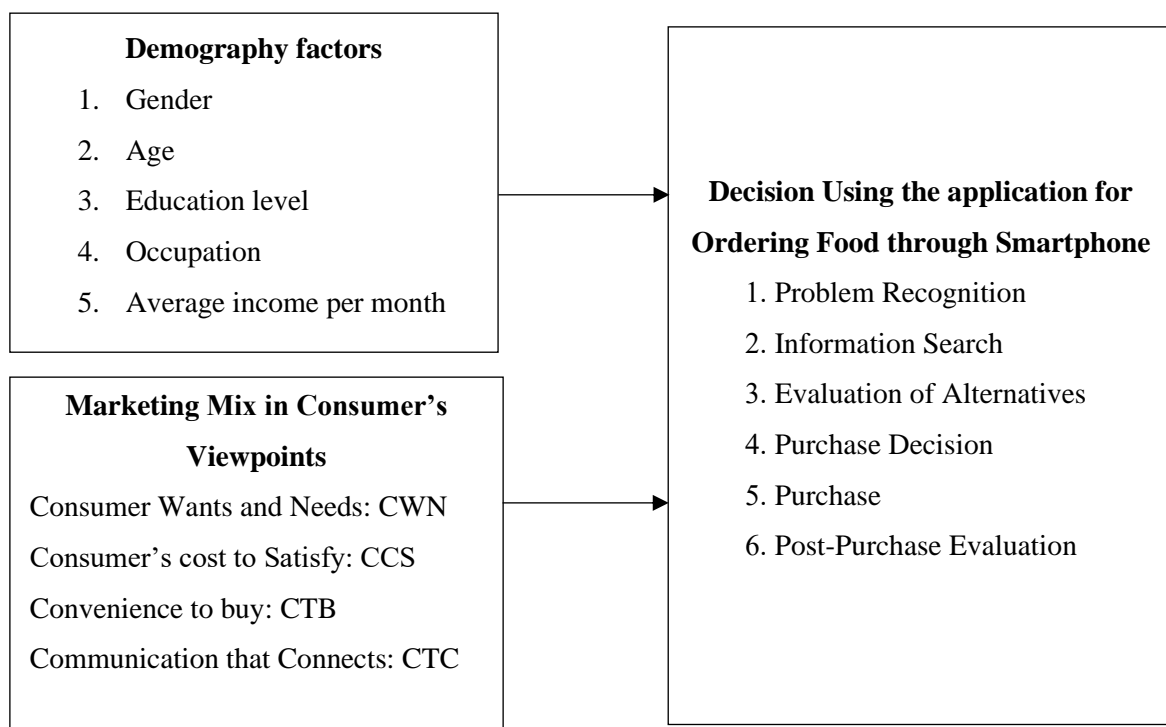 Demography factors
1. Gender
2. Age
3. Education level
4. Occupation
5. Average income per month
Marketing Mix in Consumer’s
Viewpoints
Consumer Wants and Needs: CWN
Consumer’s cost to Satisfy: CCS
Convenience to buy: CTB
Communication that Connects: CTC
Decision Using the application for
Ordering Food through Smartphone
1. Problem Recognition
2. Information Search
3. Evaluation of Alternatives
4. Purchase Decision
5. Purchase
6. Post-Purchase Evaluation